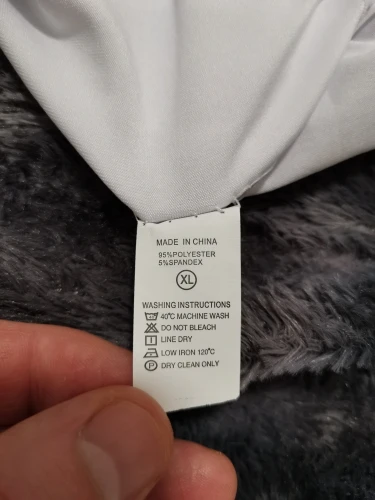 MADE IN CHINA
95%POLYESTER
5%SPANDEX
XL
WASHING INSTRUCTIONS
40℃ MACHINE WASH
DO NOT BLEACH
LINE DRY
LOW IRON 120℃
P DRY CLEAN ONLY